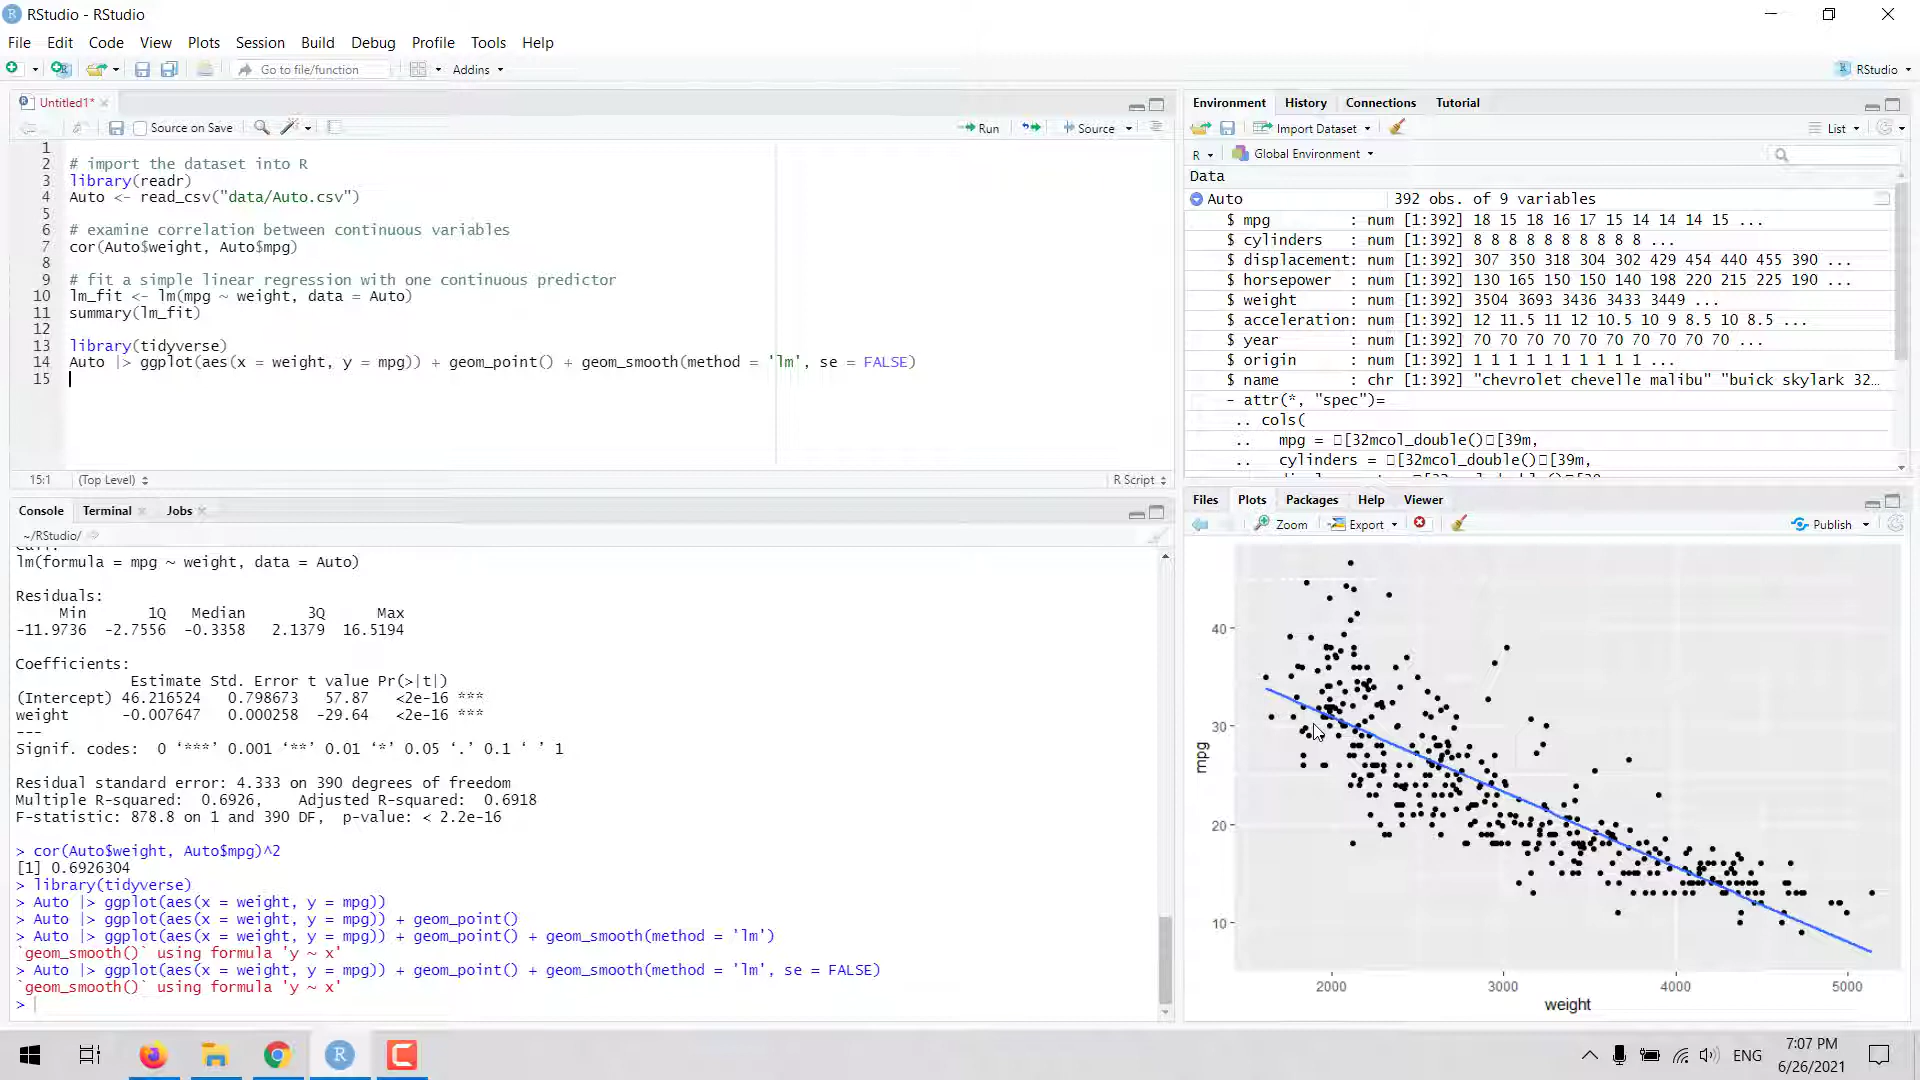 RStudio - RStudio
File Edit Code View Plots Session Build Debug Profile Tools Help
Go to file/function Addins RStudio
Untitled1*
Source on Save Run Source
1
2 # import the dataset into R
3 library(readr)
4 Auto <- read_csv("data/Auto.csv")
5
6 # examine correlation between continuous variables
7 cor(Auto$weight, Auto$mpg)
8
9 # fit a simple linear regression with one continuous predictor
10 lm_fit <- lm(mpg ~ weight, data = Auto)
11 summary(lm_fit)
12
13 library(tidyverse)
14 Auto |> ggplot(aes(x = weight, y = mpg)) + geom_point() + geom_smooth(method = 'lm', se = FALSE)
15
15:1 (Top Level) R Script
Console Terminal Jobs
~/RStudio/
lm(formula = mpg ~ weight, data = Auto)
Residuals:
Min 1Q Median 3Q Max
-11.9736 -2.7556 -0.3358 2.1379 16.5194
Coefficients:
Estimate Std. Error t value Pr(>|t|)
(Intercept) 46.216524 0.798673 57.87 <2e-16 ***
weight -0.007647 0.000258 -29.64 <2e-16 ***
---
Signif. codes: 0 ‘***’ 0.001 ‘**’ 0.01 ‘*’ 0.05 ‘.’ 0.1 ‘ ’ 1
Residual standard error: 4.333 on 390 degrees of freedom
Multiple R-squared: 0.6926, Adjusted R-squared: 0.6918
F-statistic: 878.8 on 1 and 390 DF, p-value: < 2.2e-16
> cor(Auto$weight, Auto$mpg)^2
[1] 0.6926304
> library(tidyverse)
> Auto |> ggplot(aes(x = weight, y = mpg))
> Auto |> ggplot(aes(x = weight, y = mpg)) + geom_point()
> Auto |> ggplot(aes(x = weight, y = mpg)) + geom_point() + geom_smooth(method = 'lm')
`geom_smooth()` using formula 'y ~ x'
> Auto |> ggplot(aes(x = weight, y = mpg)) + geom_point() + geom_smooth(method = 'lm', se = FALSE)
`geom_smooth()` using formula 'y ~ x'
>
Environment History Connections Tutorial
Import Dataset List
R Global Environment
Data
Auto 392 obs. of 9 variables
$ mpg : num [1:392] 18 15 18 16 17 15 14 14 14 15 ...
$ cylinders : num [1:392] 8 8 8 8 8 8 8 8 8 8 ...
$ displacement: num [1:392] 307 350 318 304 302 429 454 440 455 390 ...
$ horsepower : num [1:392] 130 165 150 150 140 198 220 215 225 190 ...
$ weight : num [1:392] 3504 3693 3436 3433 3449 ...
$ acceleration: num [1:392] 12 11.5 11 12 10.5 10 9 8.5 10 8.5 ...
$ year : num [1:392] 70 70 70 70 70 70 70 70 70 70 ...
$ origin : num [1:392] 1 1 1 1 1 1 1 1 1 1 ...
$ name : chr [1:392] "chevrolet chevelle malibu" "buick skylark 32...
- attr(*, "spec")=
.. cols(
.. mpg = [32mcol_double()[39m,
.. cylinders = [32mcol_double()[39m,
Files Plots Packages Help Viewer
Zoom Export Publish
40
30
20
10
mpg
2000 3000 4000 5000
weight
ENG
7:07 PM
6/26/2021